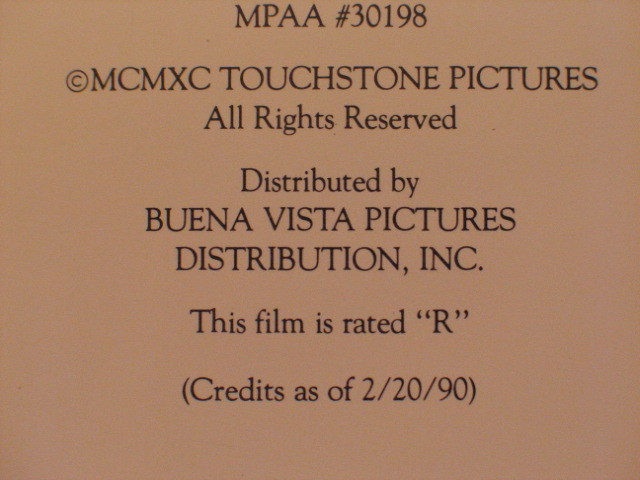 MPAA #30198
©MCMXC TOUCHSTONE PICTURES
All Rights Reserved
Distributed by
BUENA VISTA PICTURES
DISTRIBUTION, INC.
This film is rated “R”
(Credits as of 2/20/90)